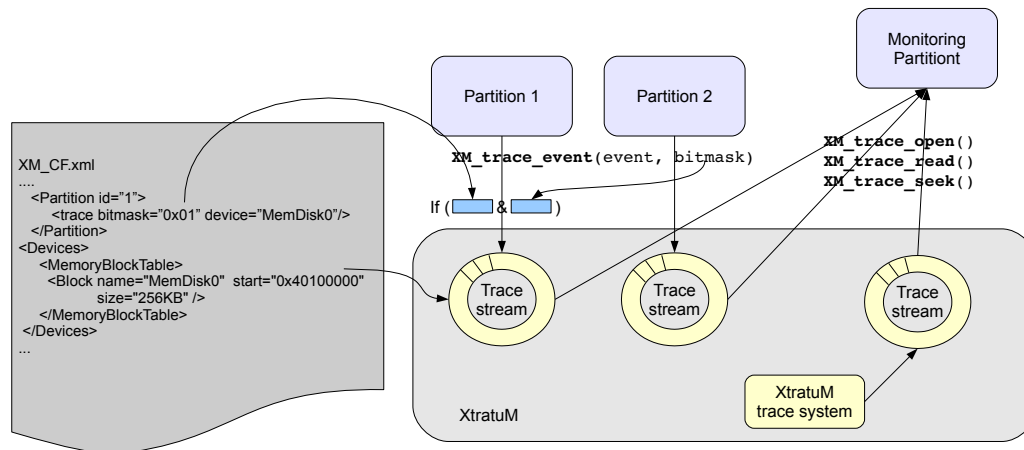 Monitoring
Partitiont
Partition 1
Partition 2
XM_trace_event(event, bitmask)
XM_trace_open()
XM_trace_read()
XM_trace_seek()
If ( & )
XM_CF.xml
....
<Partition id="1">
<trace bitmask="0x01" device="MemDisk0"/>
</Partition>
<Devices>
<MemoryBlockTable>
<Block name="MemDisk0" start="0x40100000"
size="256KB" />
</MemoryBlockTable>
</Devices>
...
Trace
stream
Trace
stream
Trace
stream
XtratuM
trace system
XtratuM